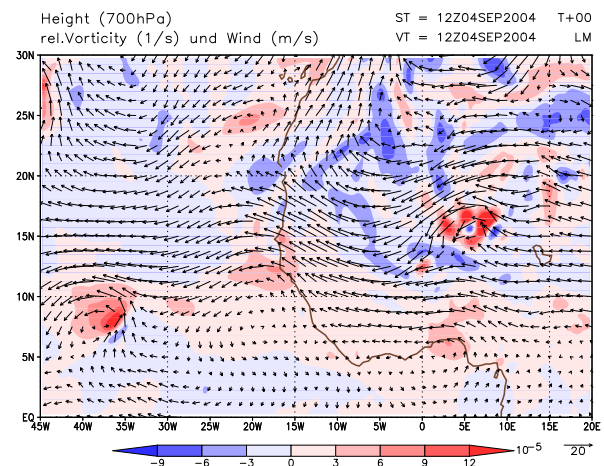 Height (700hPa)
ST = 12Z04SEP2004 T+00
rel.Vorticity (1/s) und Wind (m/s)
VT = 12Z04SEP2004 LM
30N
25N
20N
15N
10N
5N
EQ
45W 40W 35W 30W 25W 20W 15W 10W 5W 0 5E 10E 15E 20E
-9 -6 -3 0 3 6 9 12 10⁻⁵
20